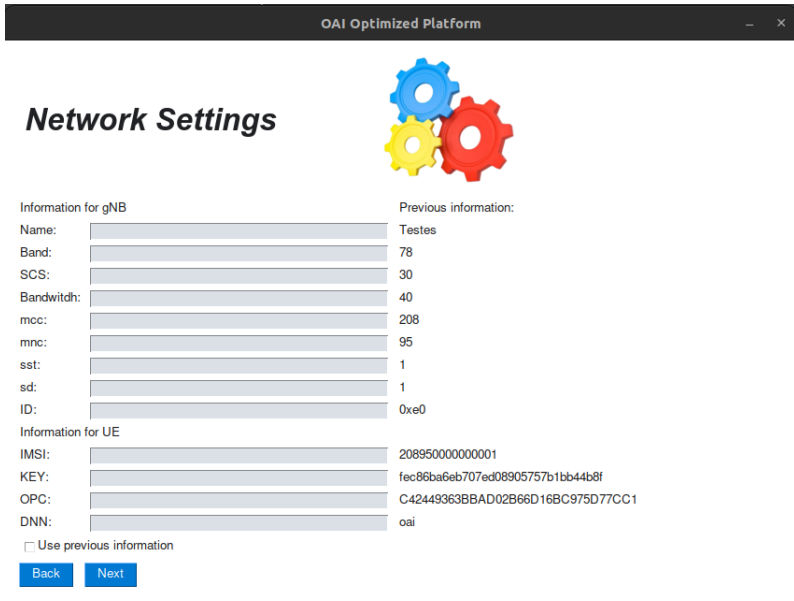 OAI Optimized Platform
Network Settings
Information for gNB Previous information:
Name: Testes
Band: 78
SCS: 30
Bandwitdh: 40
mcc: 208
mnc: 95
sst: 1
sd: 1
ID: 0xe0
Information for UE
IMSI: 208950000000001
KEY: fec86ba6eb707ed08905757b1bb44b8f
OPC: C42449363BBAD02B66D16BC975D77CC1
DNN: oai
Use previous information
Back Next